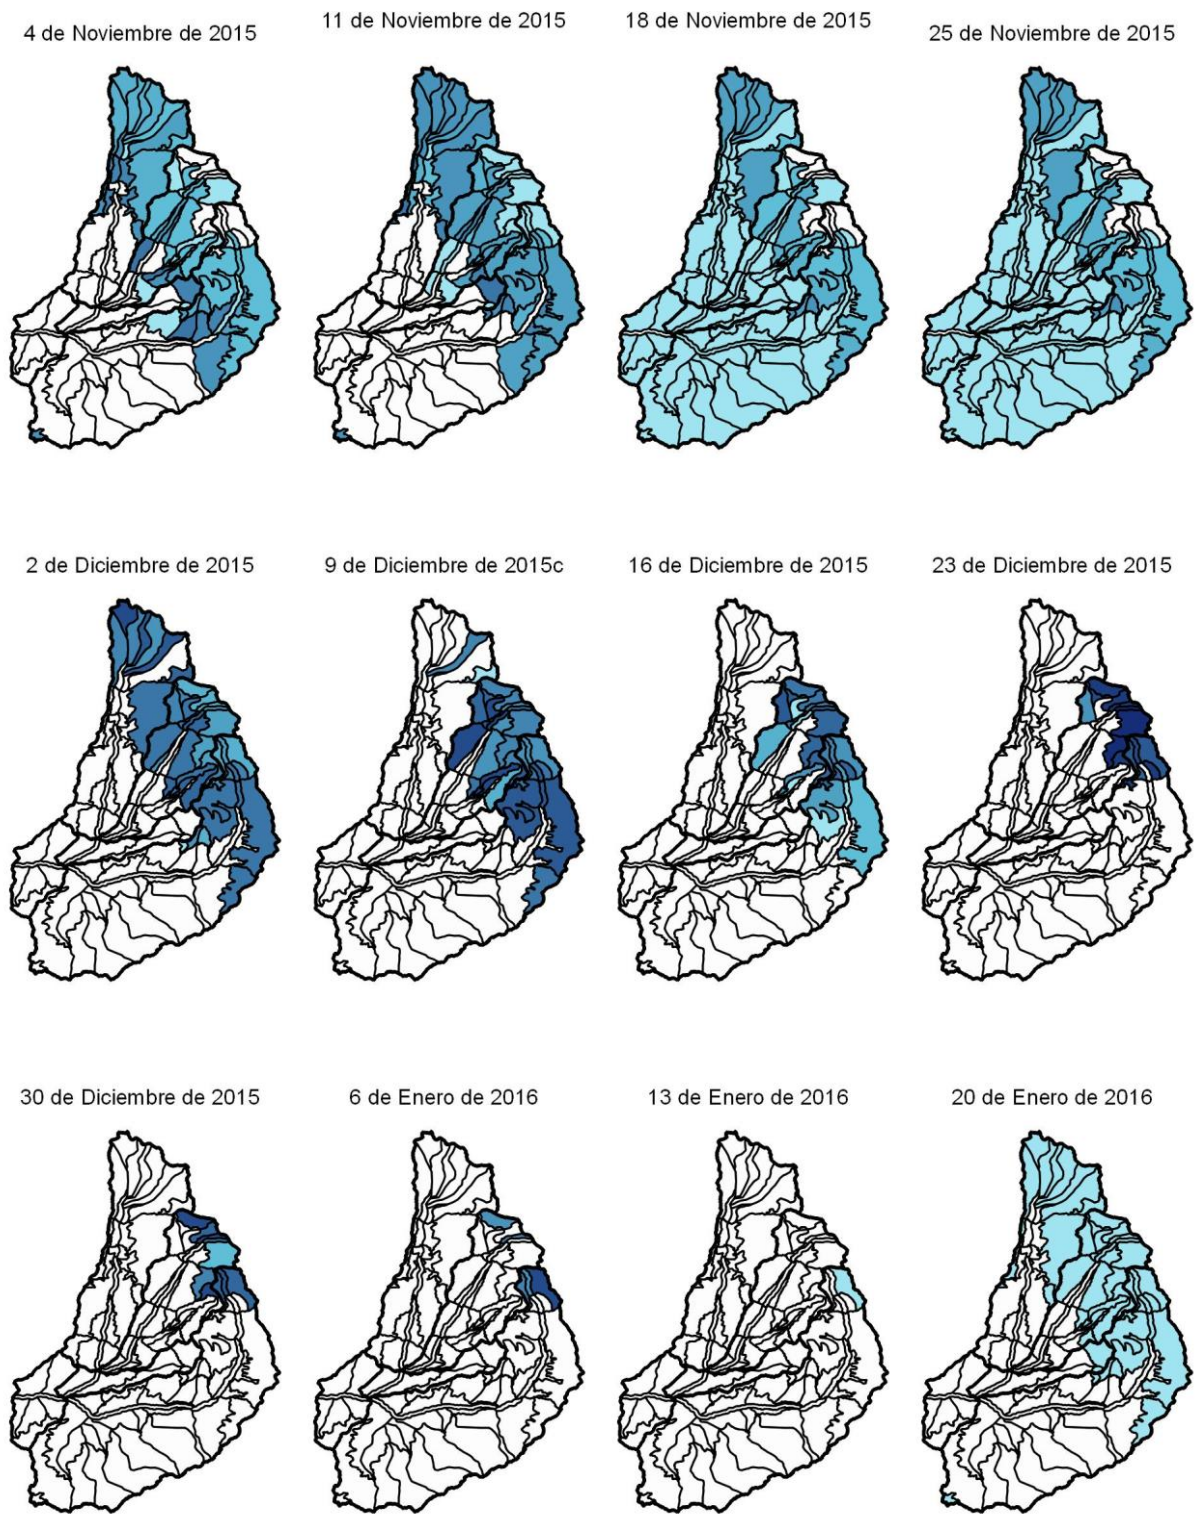 4 de Noviembre de 2015
11 de Noviembre de 2015
18 de Noviembre de 2015
25 de Noviembre de 2015
2 de Diciembre de 2015
9 de Diciembre de 2015c
16 de Diciembre de 2015
23 de Diciembre de 2015
30 de Diciembre de 2015
6 de Enero de 2016
13 de Enero de 2016
20 de Enero de 2016